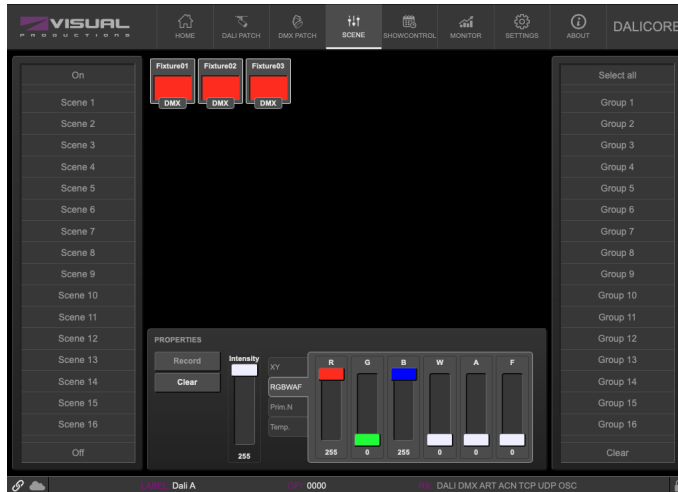 VISUAL
PRODUCTIONS
HOME
DALI PATCH
DMX PATCH
SCENE
SHOWCONTROL
MONITOR
SETTINGS
ABOUT
DALICORE
On
Scene 1
Scene 2
Scene 3
Scene 4
Scene 5
Scene 6
Scene 7
Scene 8
Scene 9
Scene 10
Scene 11
Scene 12
Scene 13
Scene 14
Scene 15
Scene 16
Off
Fixture01 Fixture02 Fixture03
DMX DMX DMX
PROPERTIES
Record
Clear
Intensity
255
XY
RGBWAF
Prim.N
Temp.
R G B W A F
255 0 255 0 0 0
Select all
Group 1
Group 2
Group 3
Group 4
Group 5
Group 6
Group 7
Group 8
Group 9
Group 10
Group 11
Group 12
Group 13
Group 14
Group 15
Group 16
Clear
LABEL Dali A 0000 DALI DMX ART ACN TCP UDP OSC